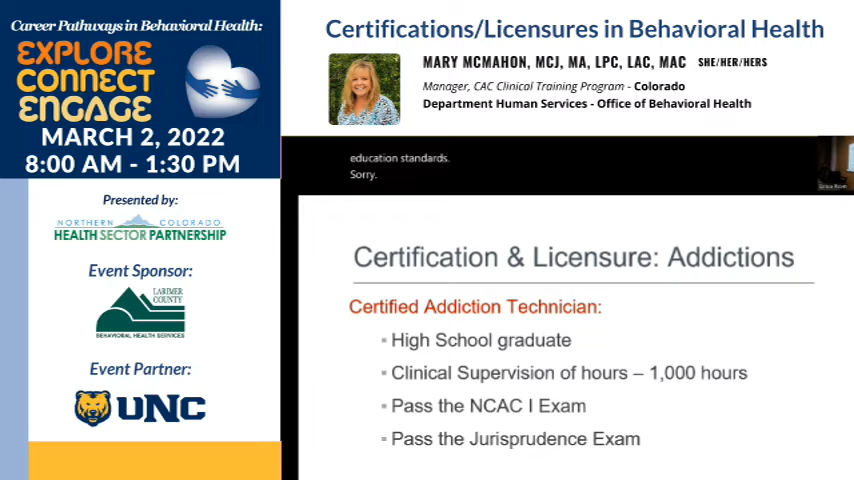 Career Pathways in Behavioral Health:
EXPLORE
CONNECT
ENGAGE
MARCH 2, 2022
8:00 AM - 1:30 PM
Presented by:
NORTHERN COLORADO
HEALTH SECTOR PARTNERSHIP
Event Sponsor:
LARIMER
COUNTY
BEHAVIORAL HEALTH SERVICES
Event Partner:
UNC
Certifications/Licensures in Behavioral Health
MARY MCMAHON, MCJ, MA, LPC, LAC, MAC SHE/HER/HERS
Manager, CAC Clinical Training Program - Colorado
Department Human Services - Office of Behavioral Health
education standards.
Sorry.
Certification & Licensure: Addictions
Certified Addiction Technician:
▪ High School graduate
▪ Clinical Supervision of hours – 1,000 hours
▪ Pass the NCAC I Exam
▪ Pass the Jurisprudence Exam